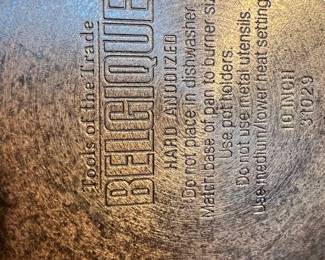 Tools of the Trade
BELGIQUE
HARD ANODIZED
Do not place in dishwasher
Match base of pan to burner si
Use pot holders.
Do not use metal utensils.
Use medium/lower heat setting
10 INCH
31029